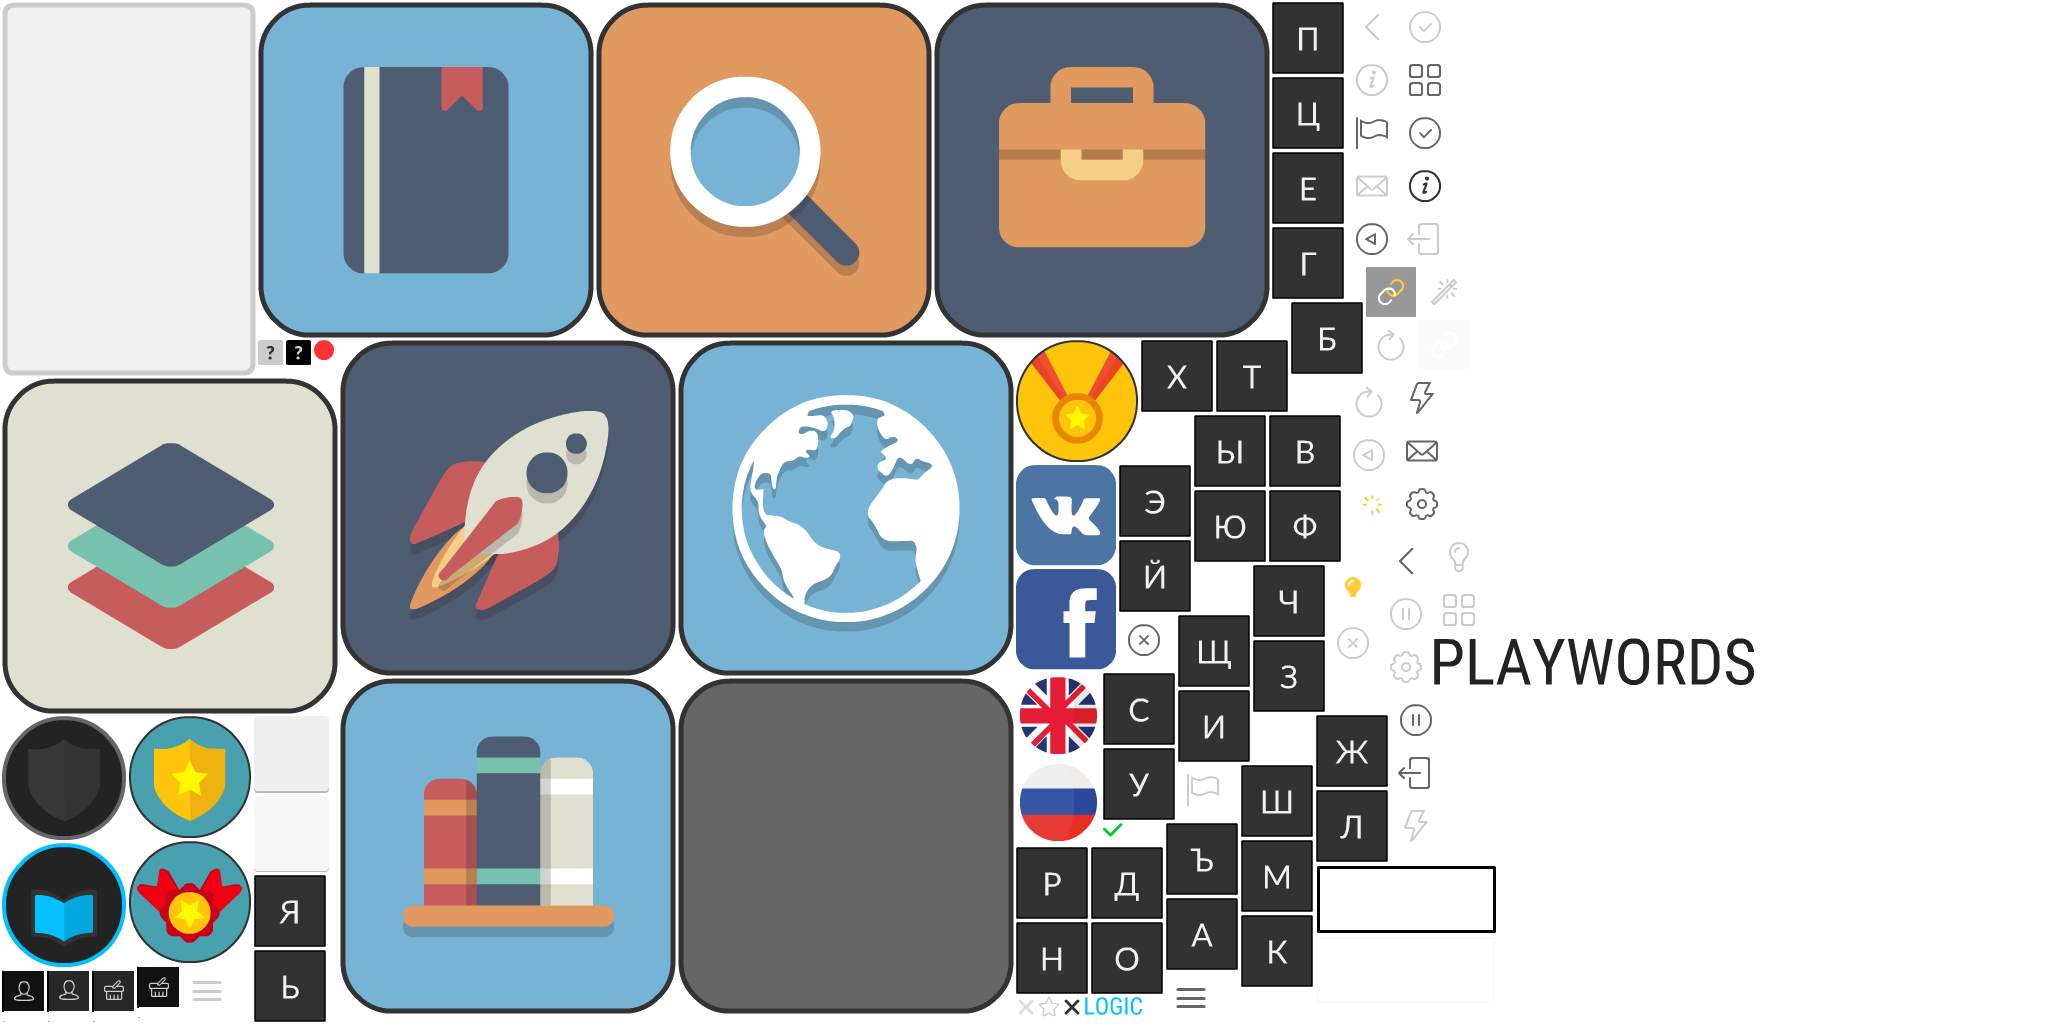 П
Ц
Е
Г
Б
? ?
Х Т
Ы В
Э
Ю Ф
Й
Ч
Щ
З
PLAYWORDS
С
И
Ж
У
Ш
Л
Ъ
Р Д
М
Я
А
Н О
К
Ь
LOGIC